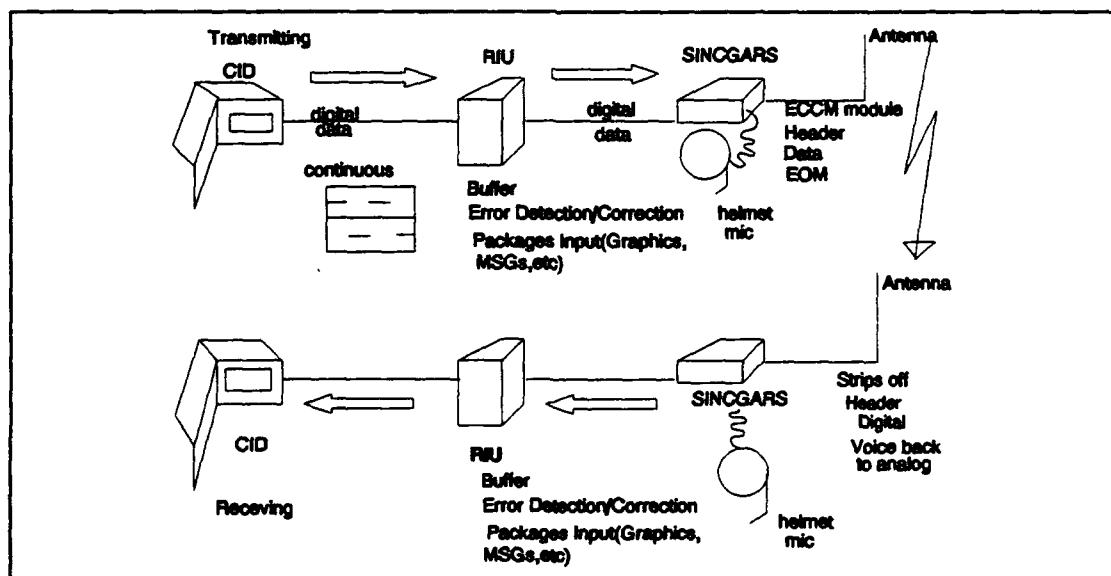 Transmitting
CID
RIU
SINCGARS
Antenna
digital
data
digital
data
ECCM module
Header
Data
EOM
continuous
Buffer
Error Detection/Correction
Packages Input(Graphics,
MSGs,etc)
helmet
mic
Antenna
CID
RIU
SINCGARS
Strips off
Header
Digital
Voice back
to analog
Buffer
Error Detection/Correction
Packages Input(Graphics,
MSGs,etc)
Receving
helmet
mic